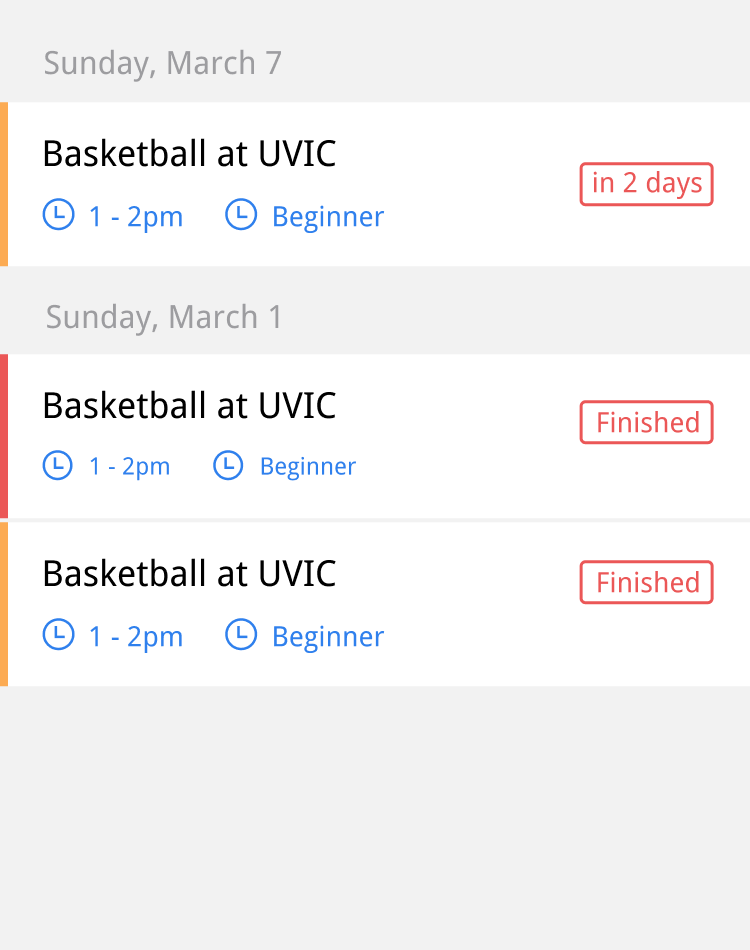 Sunday, March 7
Basketball at UVIC
in 2 days
1 - 2pm Beginner
Sunday, March 1
Basketball at UVIC
Finished
1 - 2pm Beginner
Basketball at UVIC
Finished
1 - 2pm Beginner